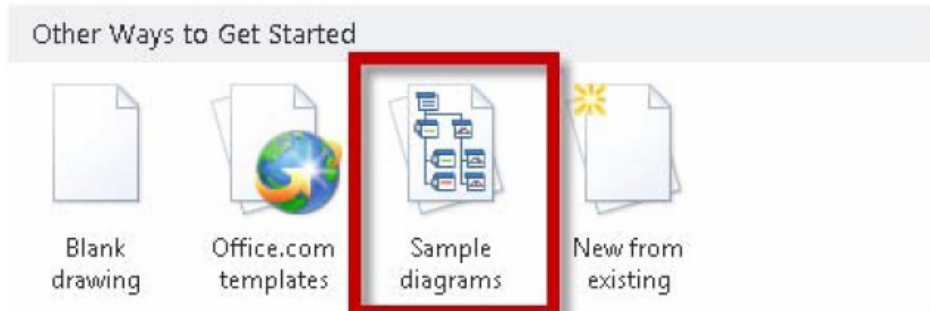 Other Ways to Get Started
Blank
drawing
Office.com
templates
Sample
diagrams
New from
existing